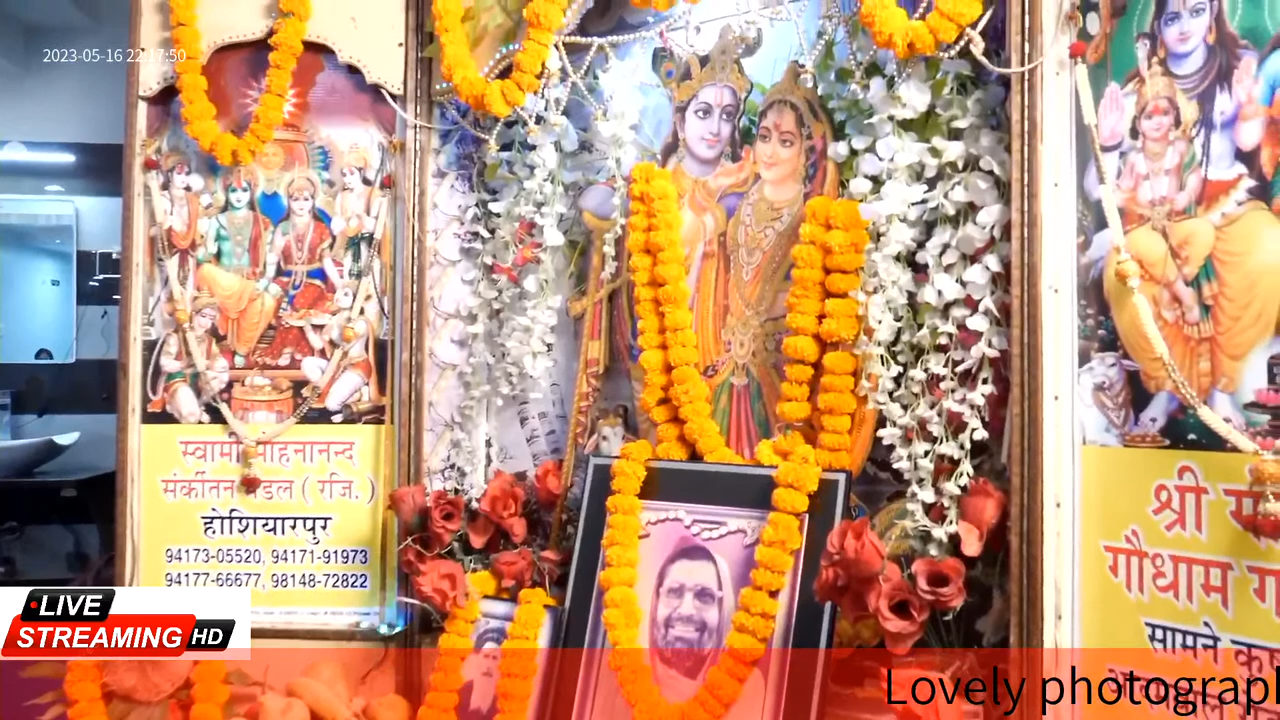 2023-05-16 22:17:50
स्वामी मोहनानन्द
संर्कीतन मंडल ( रजि. )
होशियारपुर
94173-05520, 94171-91973
94177-66677, 98148-72822
श्री
गौधाम
सामने
LIVE
STREAMING HD
Lovely photograph